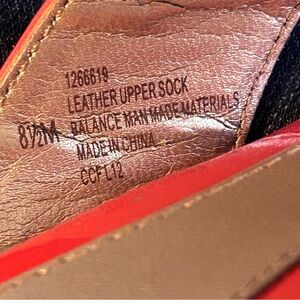 1266619
LEATHER UPPER SOCK
8½M BALANCE MAN MADE MATERIALS
MADE IN CHINA
CCF L12